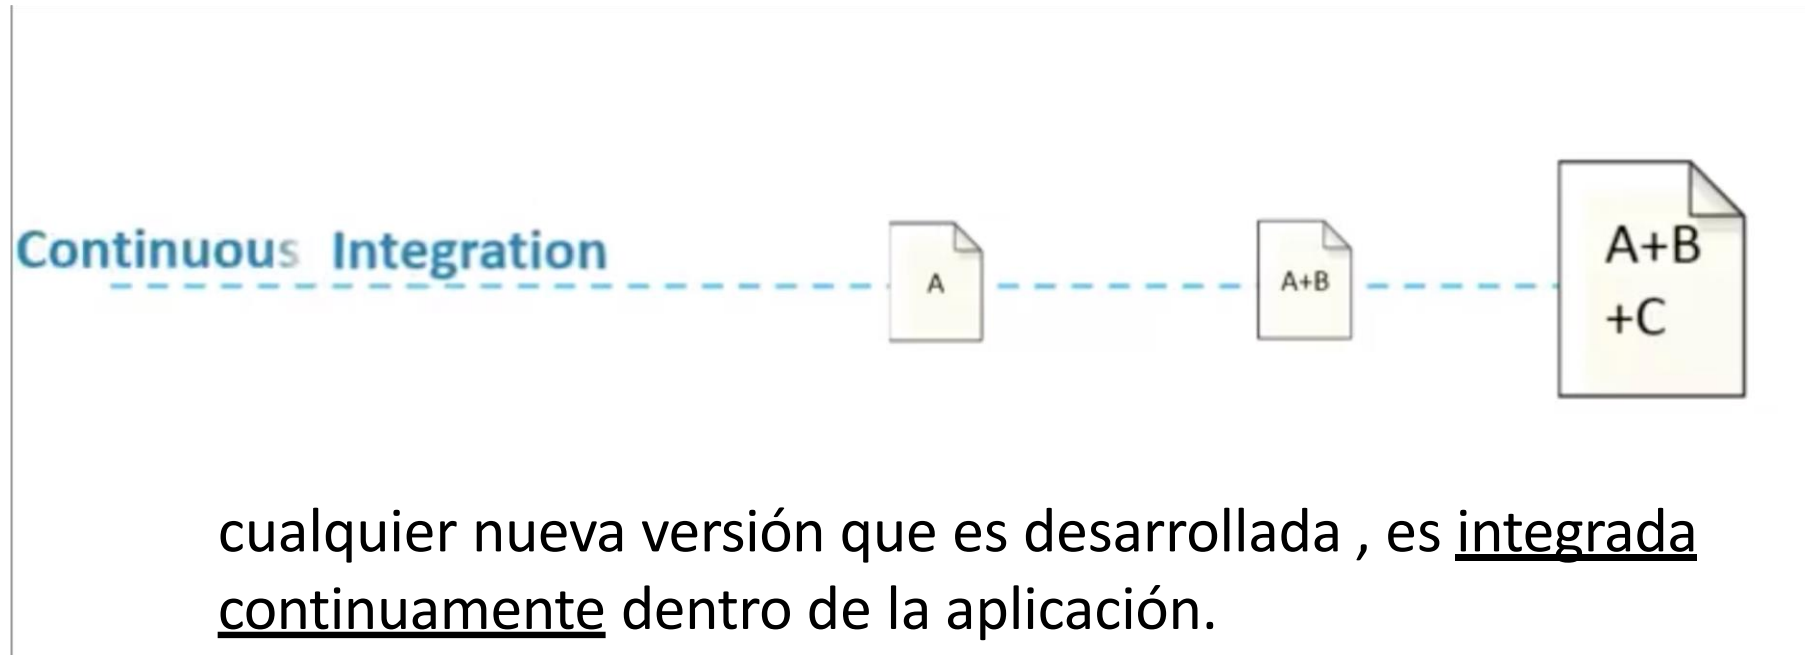 Continuous Integration
A
A+B
A+B
+C
cualquier nueva versión que es desarrollada , es integrada
continuamente dentro de la aplicación.